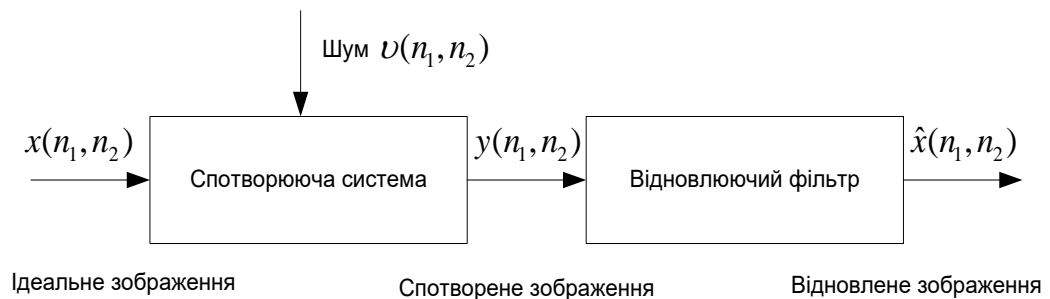 Шум υ(n₁,n₂)
x(n₁,n₂)
y(n₁,n₂)
x̂(n₁,n₂)
Спотворююча система
Відновлюючий фільтр
Ідеальне зображення
Спотворене зображення
Відновлене зображення